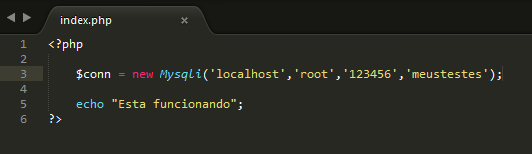 index.php
1 <?php
2
3 $conn = new Mysqli('localhost','root','123456','meustestes');
4
5 echo "Esta funcionando";
6 ?>